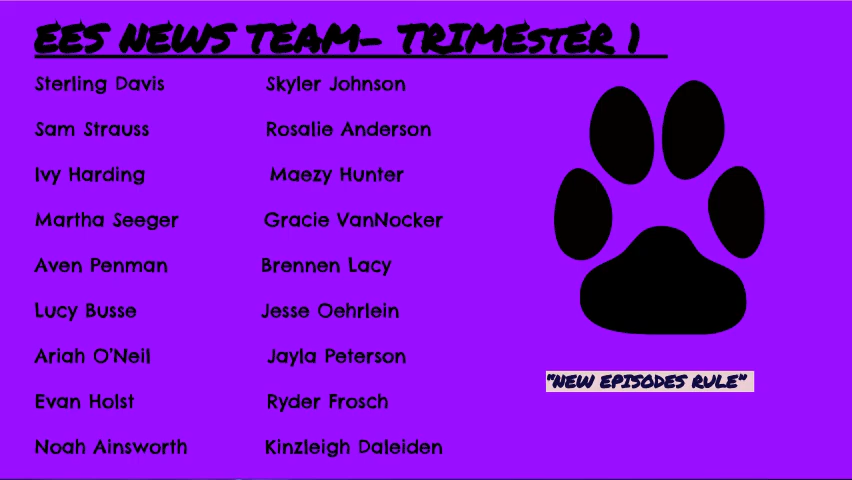 EES NEWS TEAM- TRIMESTER 1
Sterling Davis
Sam Strauss
Ivy Harding
Martha Seeger
Aven Penman
Lucy Busse
Ariah O'Neil
Evan Holst
Noah Ainsworth
Skyler Johnson
Rosalie Anderson
Maezy Hunter
Gracie VanNocker
Brennen Lacy
Jesse Oehrlein
Jayla Peterson
Ryder Frosch
Kinzleigh Daleiden
"NEW EPISODES RULE"